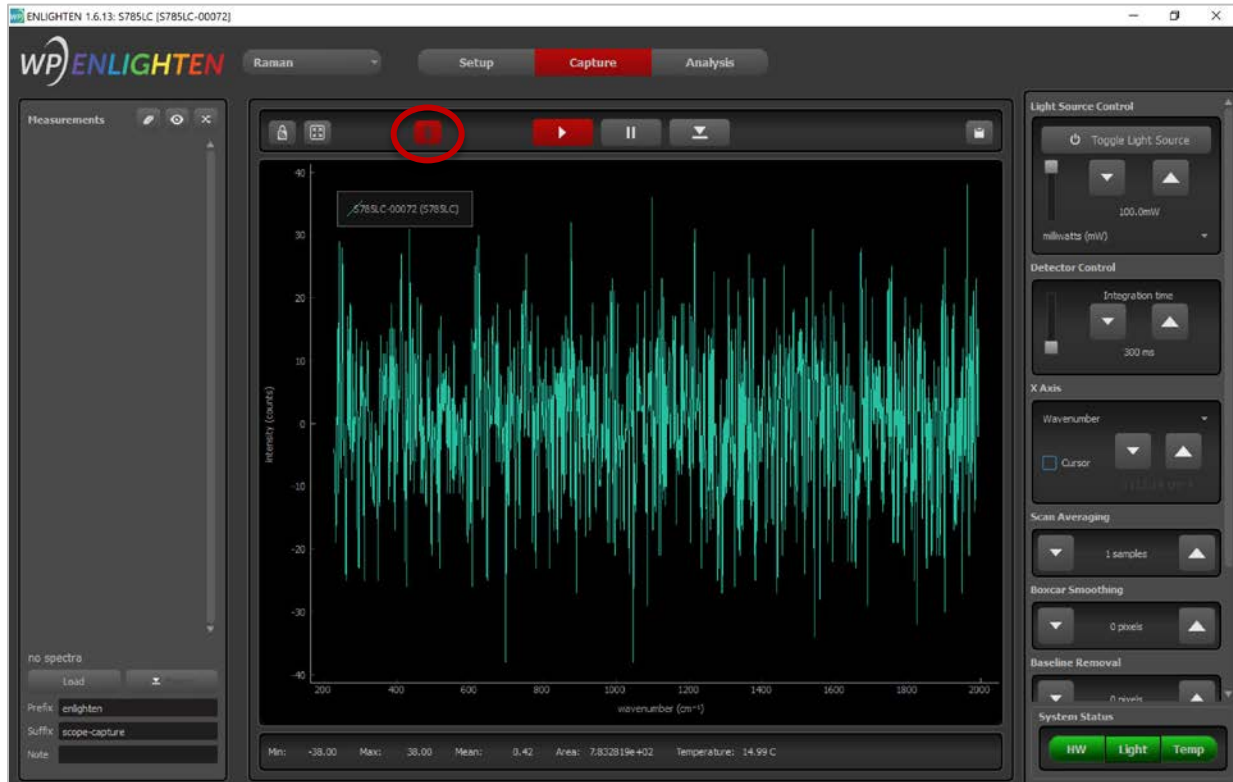 ENLIGHTEN 1.6.13: S785LC [S785LC-00072]
WP ENLIGHTEN
Raman
Setup
Capture
Analysis
Measurements
no spectra
Load
Prefix enlighten
Suffix scope-capture
Note
S785LC-00072 (S785LC)
intensity (counts)
40
30
20
10
0
-10
-20
-30
-40
200 400 600 800 1000 1200 1400 1600 1800 2000
wavenumber (cm⁻¹)
Min: -38.00 Max: 38.00 Mean: 0.42 Area: 7.832819e+02 Temperature: 14.99 C
Light Source Control
Toggle Light Source
100.0mW
milliwatts (mW)
Detector Control
Integration time
300 ms
X Axis
Wavenumber
Cursor
Scan Averaging
1 samples
Boxcar Smoothing
0 pixels
Baseline Removal
0 pixels
System Status
HW Light Temp